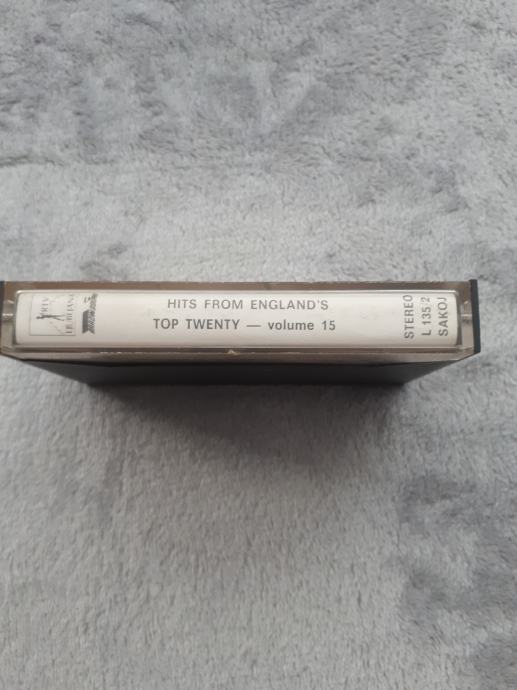 HITS FROM ENGLAND'S
TOP TWENTY — volume 15
STEREO
L 135/2
SAKOJ